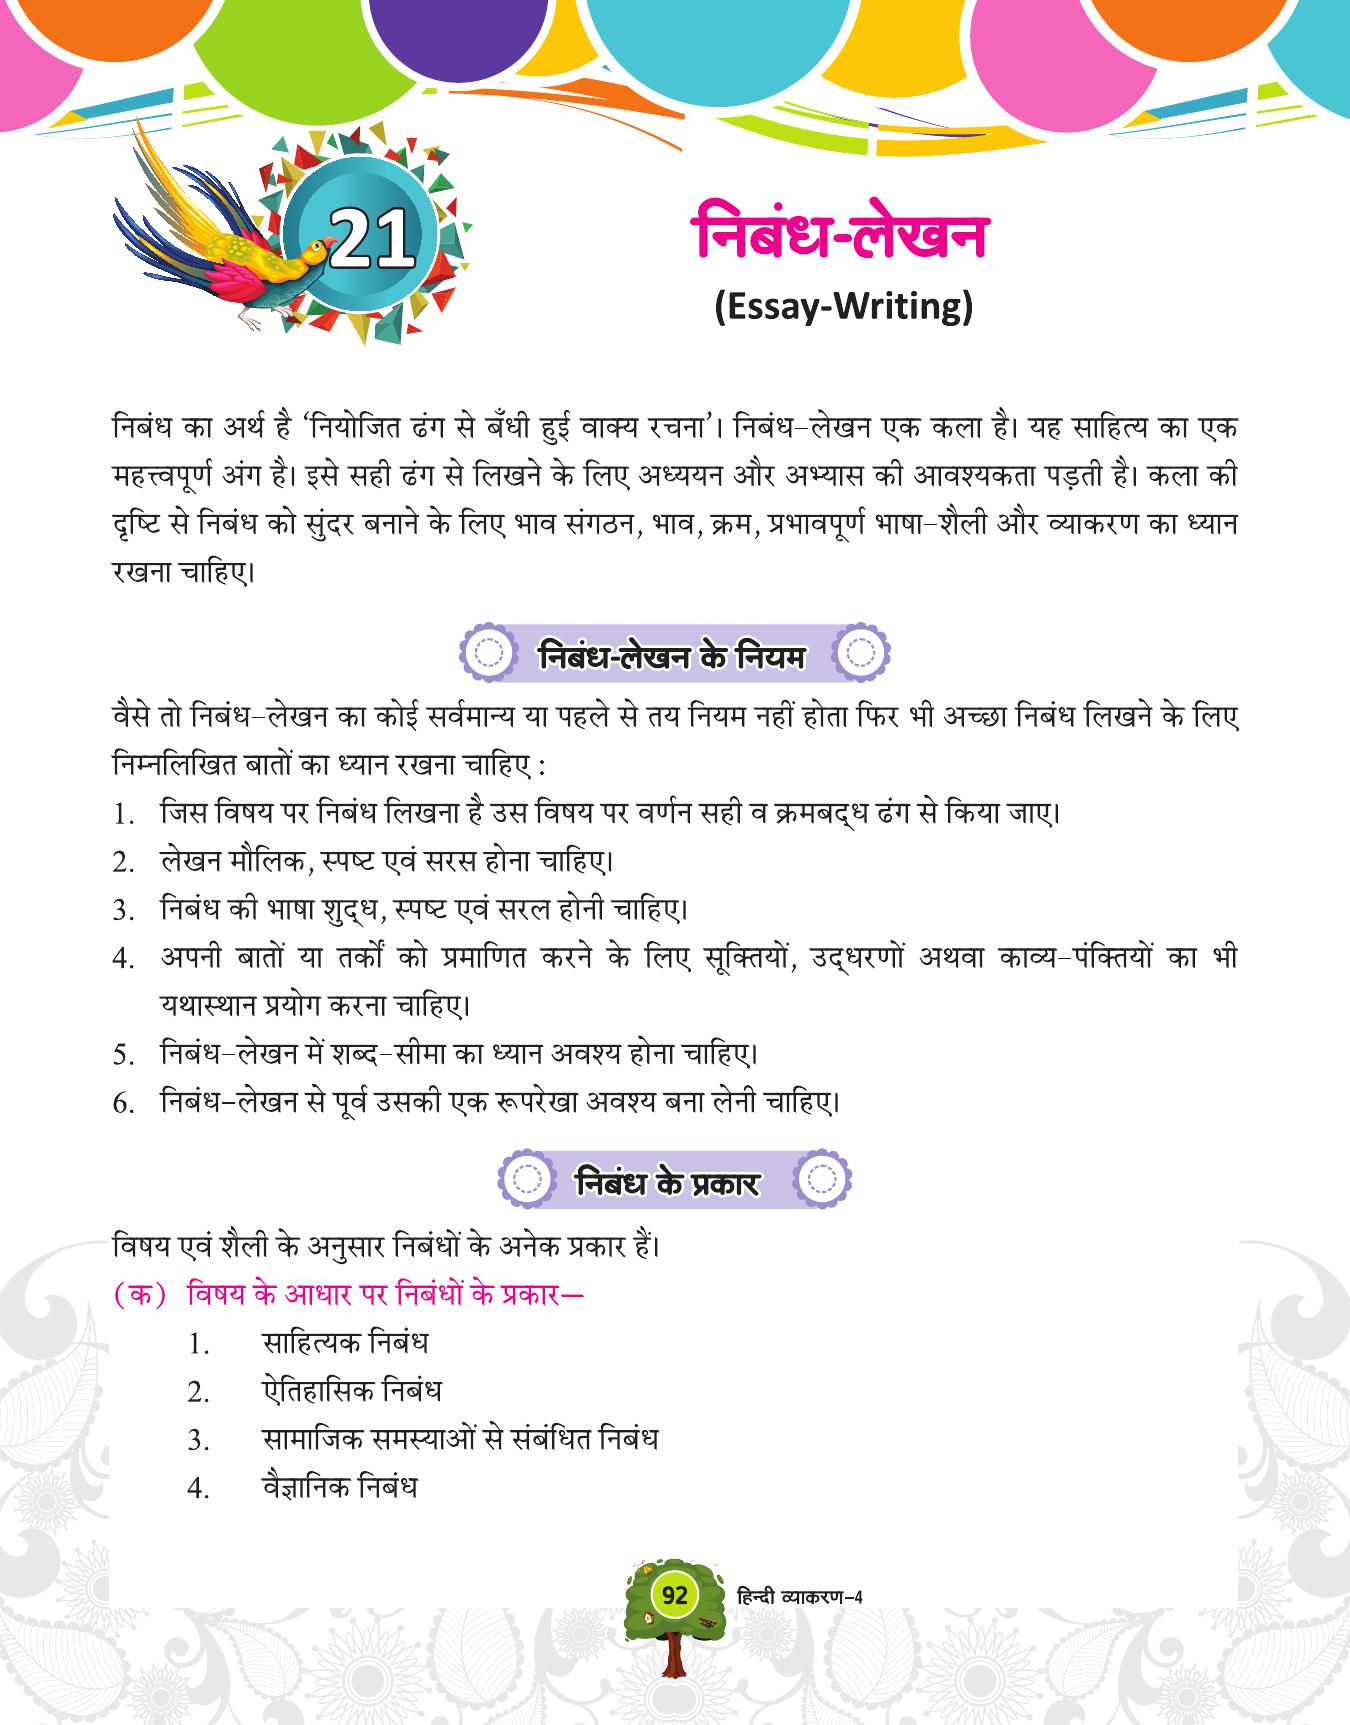 21
निबंध-लेखन
(Essay-Writing)
निबंध का अर्थ है ‘नियोजित ढंग से बँधी हुई वाक्य रचना’। निबंध-लेखन एक कला है। यह साहित्य का एक
महत्त्वपूर्ण अंग है। इसे सही ढंग से लिखने के लिए अध्ययन और अभ्यास की आवश्यकता पड़ती है। कला की
दृष्टि से निबंध को सुंदर बनाने के लिए भाव संगठन, भाव, क्रम, प्रभावपूर्ण भाषा-शैली और व्याकरण का ध्यान
रखना चाहिए।
निबंध-लेखन के नियम
वैसे तो निबंध-लेखन का कोई सर्वमान्य या पहले से तय नियम नहीं होता फिर भी अच्छा निबंध लिखने के लिए
निम्नलिखित बातों का ध्यान रखना चाहिए :
1. जिस विषय पर निबंध लिखना है उस विषय पर वर्णन सही व क्रमबद्ध ढंग से किया जाए।
2. लेखन मौलिक, स्पष्ट एवं सरस होना चाहिए।
3. निबंध की भाषा शुद्ध, स्पष्ट एवं सरल होनी चाहिए।
4. अपनी बातों या तर्कों को प्रमाणित करने के लिए सूक्तियों, उद्धरणों अथवा काव्य-पंक्तियों का भी
यथास्थान प्रयोग करना चाहिए।
5. निबंध-लेखन में शब्द-सीमा का ध्यान अवश्य होना चाहिए।
6. निबंध-लेखन से पूर्व उसकी एक रूपरेखा अवश्य बना लेनी चाहिए।
निबंध के प्रकार
विषय एवं शैली के अनुसार निबंधों के अनेक प्रकार हैं।
(क) विषय के आधार पर निबंधों के प्रकार—
1. साहित्यक निबंध
2. ऐतिहासिक निबंध
3. सामाजिक समस्याओं से संबंधित निबंध
4. वैज्ञानिक निबंध
92 हिन्दी व्याकरण-4